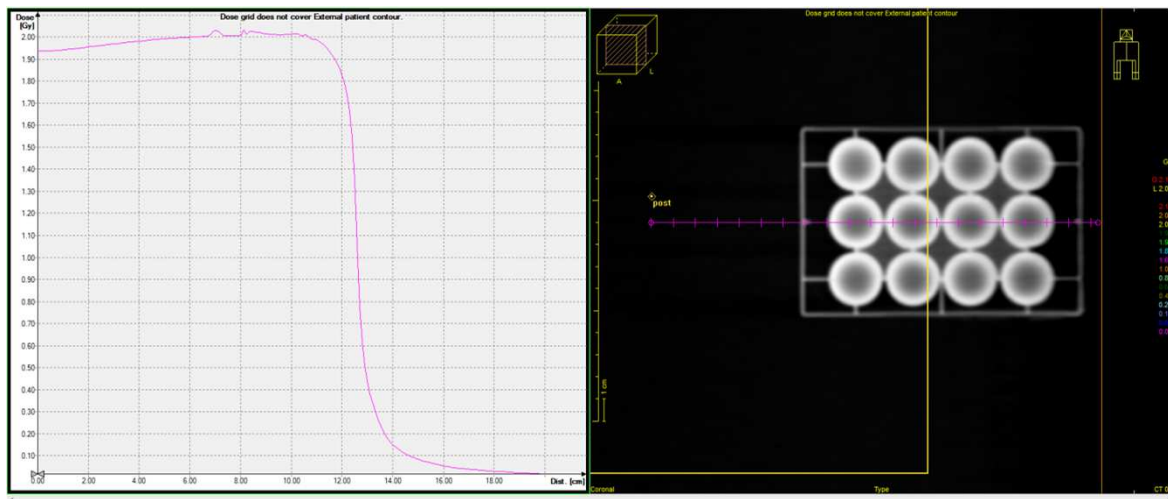 Dose
[Gy]
Dose grid does not cover External patient contour.
2.00
1.90
1.80
1.70
1.60
1.50
1.40
1.30
1.20
1.10
1.00
0.90
0.80
0.70
0.60
0.50
0.40
0.30
0.20
0.10
0.00
2.00
4.00
6.00
8.00
10.00
12.00
14.00
16.00
18.00
Dist. [cm]
Dose grid does not cover External patient contour
L
A
post
1 cm
Coronal
Type